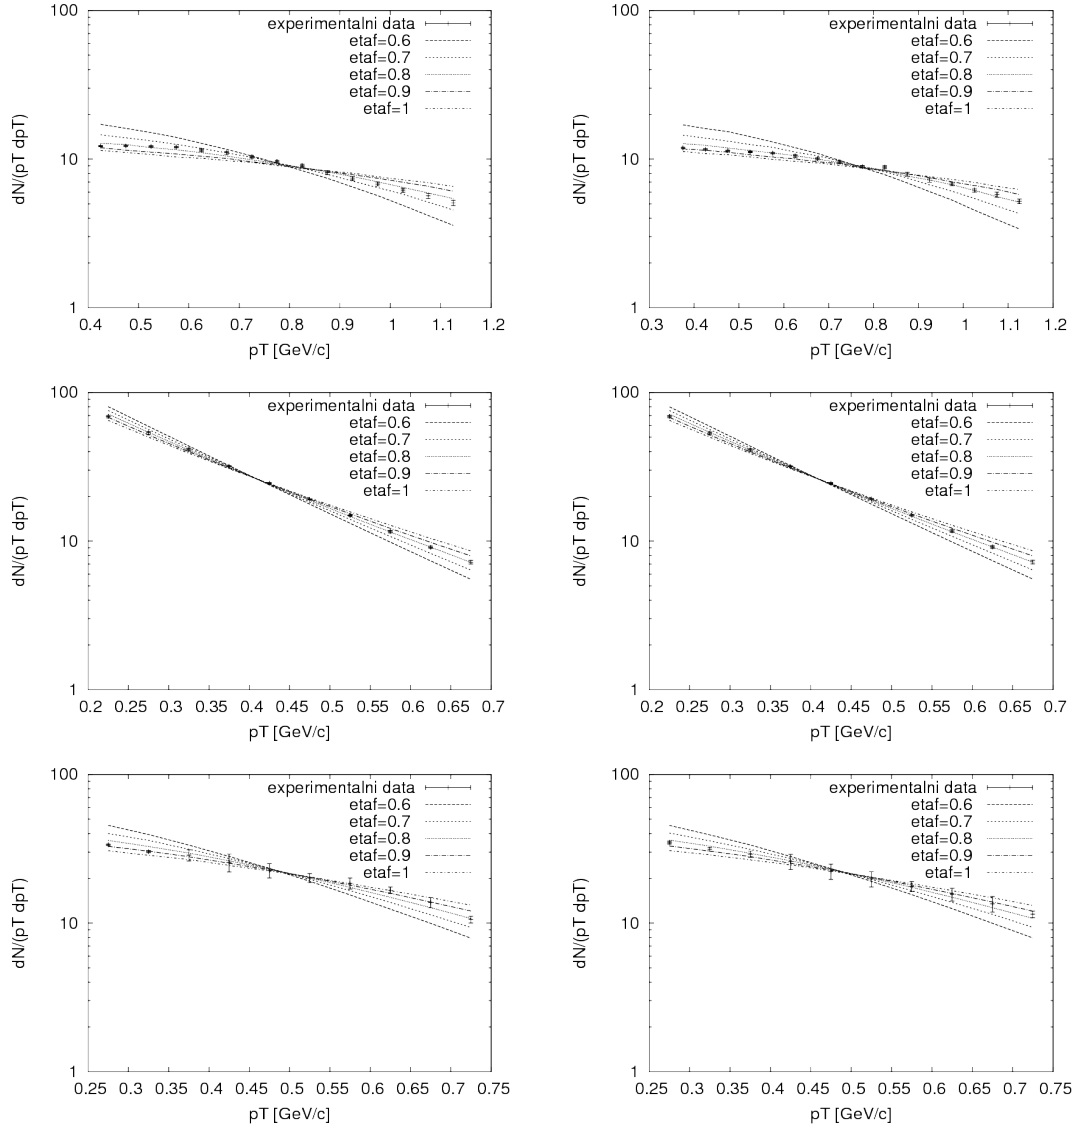 100
10
1
dN/(pT dpT)
experimentalni data
etaf=0.6
etaf=0.7
etaf=0.8
etaf=0.9
etaf=1
0.4 0.5 0.6 0.7 0.8 0.9 1 1.1 1.2
pT [GeV/c]
100
10
1
dN/(pT dpT)
experimentalni data
etaf=0.6
etaf=0.7
etaf=0.8
etaf=0.9
etaf=1
0.3 0.4 0.5 0.6 0.7 0.8 0.9 1 1.1 1.2
pT [GeV/c]
100
10
1
dN/(pT dpT)
experimentalni data
etaf=0.6
etaf=0.7
etaf=0.8
etaf=0.9
etaf=1
0.2 0.25 0.3 0.35 0.4 0.45 0.5 0.55 0.6 0.65 0.7
pT [GeV/c]
100
10
1
dN/(pT dpT)
experimentalni data
etaf=0.6
etaf=0.7
etaf=0.8
etaf=0.9
etaf=1
0.2 0.25 0.3 0.35 0.4 0.45 0.5 0.55 0.6 0.65 0.7
pT [GeV/c]
100
10
1
dN/(pT dpT)
experimentalni data
etaf=0.6
etaf=0.7
etaf=0.8
etaf=0.9
etaf=1
0.25 0.3 0.35 0.4 0.45 0.5 0.55 0.6 0.65 0.7 0.75
pT [GeV/c]
100
10
1
dN/(pT dpT)
experimentalni data
etaf=0.6
etaf=0.7
etaf=0.8
etaf=0.9
etaf=1
0.25 0.3 0.35 0.4 0.45 0.5 0.55 0.6 0.65 0.7 0.75
pT [GeV/c]